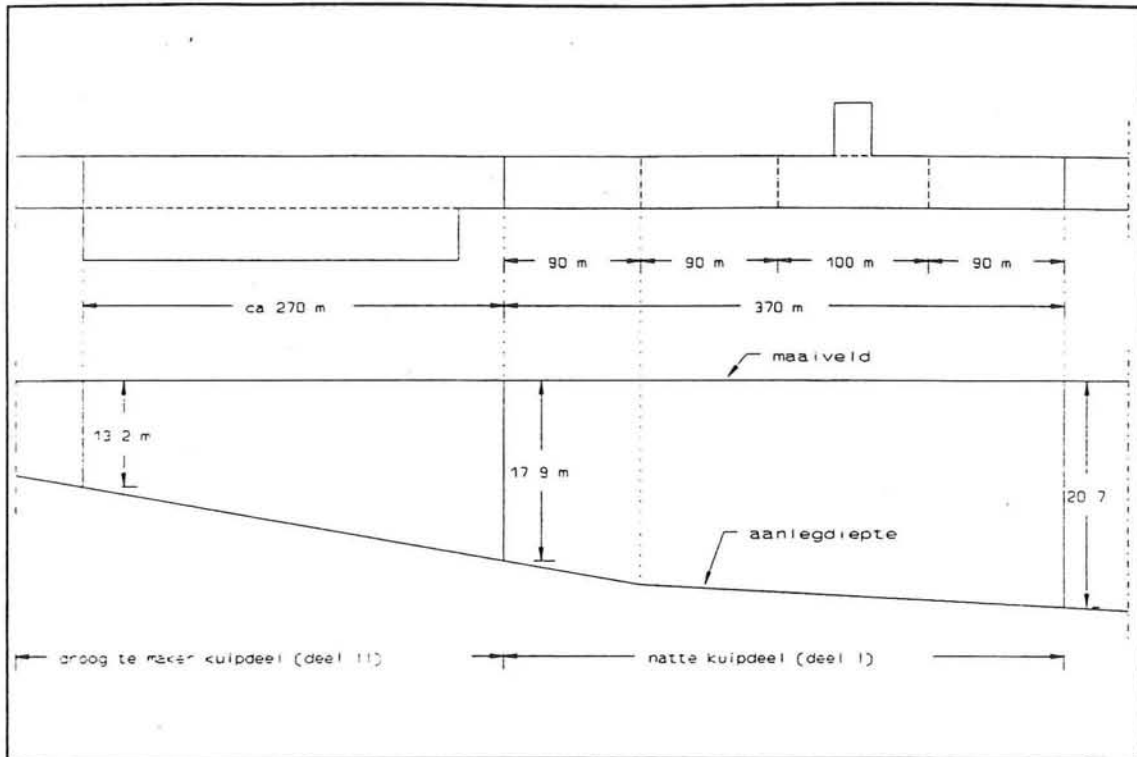 90 m 90 m 100 m 90 m
ca 270 m 370 m
maaiveld
13.2 m
17.9 m
20.7
aanlegdiepte
droog te maken kuipdeel (deel II) natte kuipdeel (deel I)